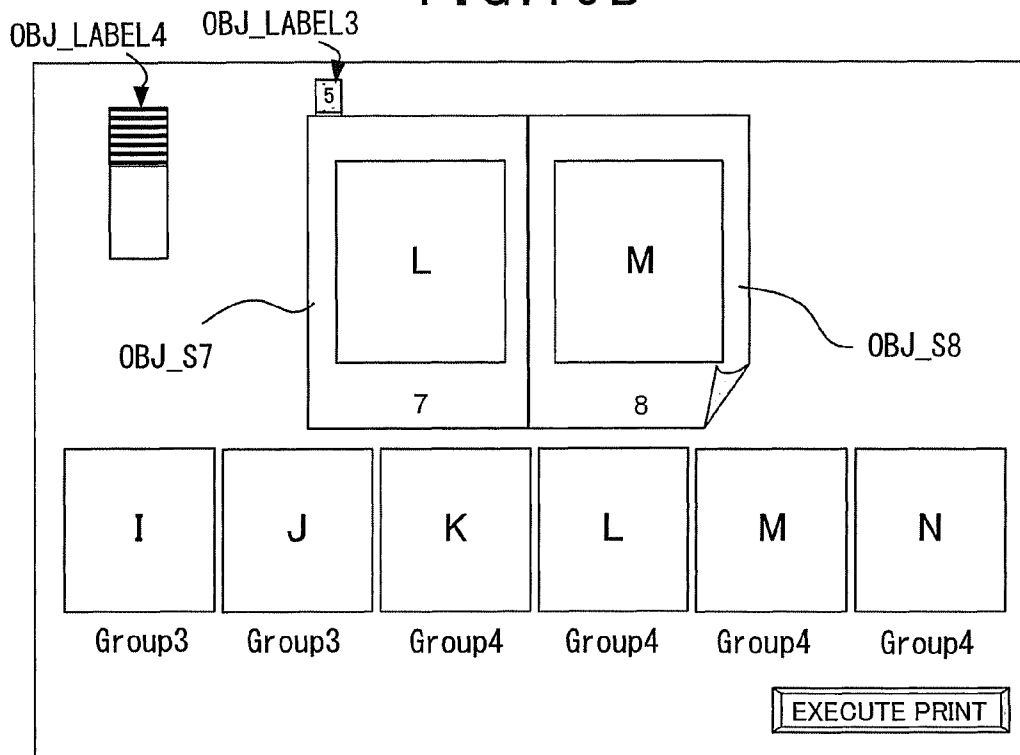 OBJ_LABEL4
OBJ_LABEL3
5
L
M
OBJ_S7
OBJ_S8
7
8
I J K L M N
Group3 Group3 Group4 Group4 Group4 Group4
EXECUTE PRINT